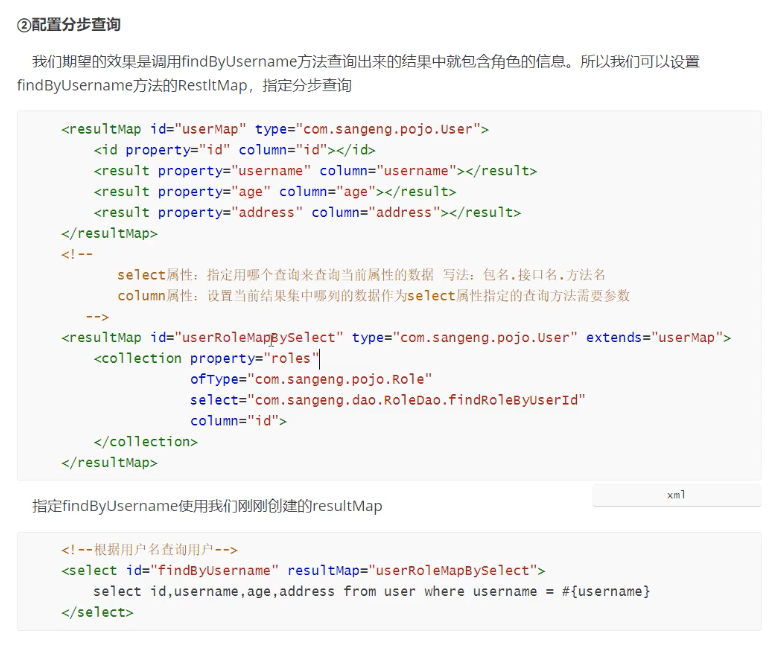 ②配置分步查询
我们期望的效果是调用findByUsername方法查询出来的结果中就包含角色的信息。所以我们可以设置
findByUsername方法的RestltMap，指定分步查询
<resultMap id="userMap" type="com.sangeng.pojo.User">
<id property="id" column="id"></id>
<result property="username" column="username"></result>
<result property="age" column="age"></result>
<result property="address" column="address"></result>
</resultMap>
<!--
select属性：指定用哪个查询来查询当前属性的数据 写法：包名.接口名.方法名
column属性：设置当前结果集中哪列的数据作为select属性指定的查询方法需要参数
-->
<resultMap id="userRoleMapBySelect" type="com.sangeng.pojo.User" extends="userMap">
<collection property="roles"
ofType="com.sangeng.pojo.Role"
select="com.sangeng.dao.RoleDao.findRoleByUserId"
column="id">
</collection>
</resultMap>
xml
指定findByUsername使用我们刚刚创建的resultMap
<!--根据用户名查询用户-->
<select id="findByUsername" resultMap="userRoleMapBySelect">
select id,username,age,address from user where username = #{username}
</select>